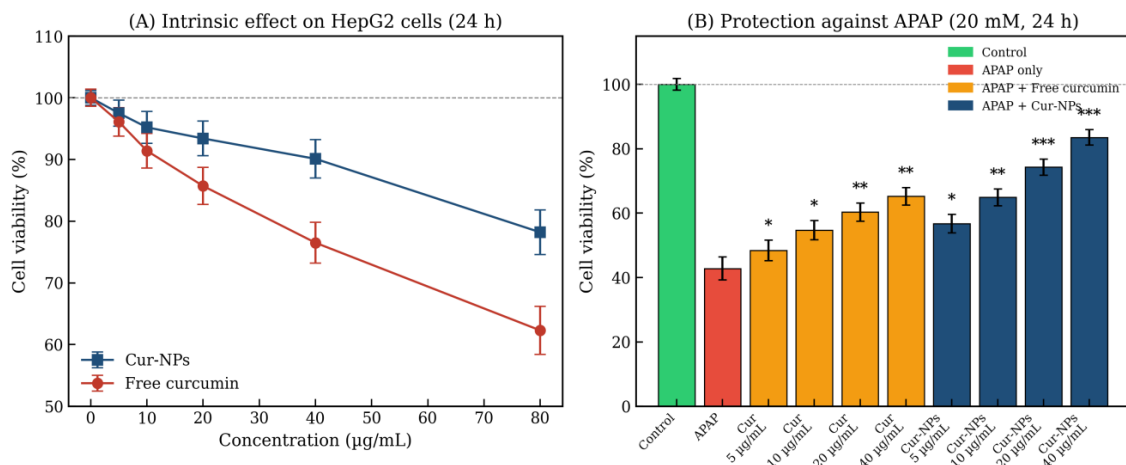 (A) Intrinsic effect on HepG2 cells (24 h)
110
100
90
80
70
60
50
Cell viability (%)
Cur-NPs
Free curcumin
0
10
20
30
40
50
60
70
80
Concentration (µg/mL)
(B) Protection against APAP (20 mM, 24 h)
Control
APAP only
APAP + Free curcumin
APAP + Cur-NPs
100
80
60
40
20
0
Cell viability (%)
*
*
**
**
*
**
***
***
Control
APAP
Cur
5 µg/mL
Cur
10 µg/mL
Cur
20 µg/mL
Cur
40 µg/mL
Cur-NPs
5 µg/mL
Cur-NPs
10 µg/mL
Cur-NPs
20 µg/mL
Cur-NPs
40 µg/mL